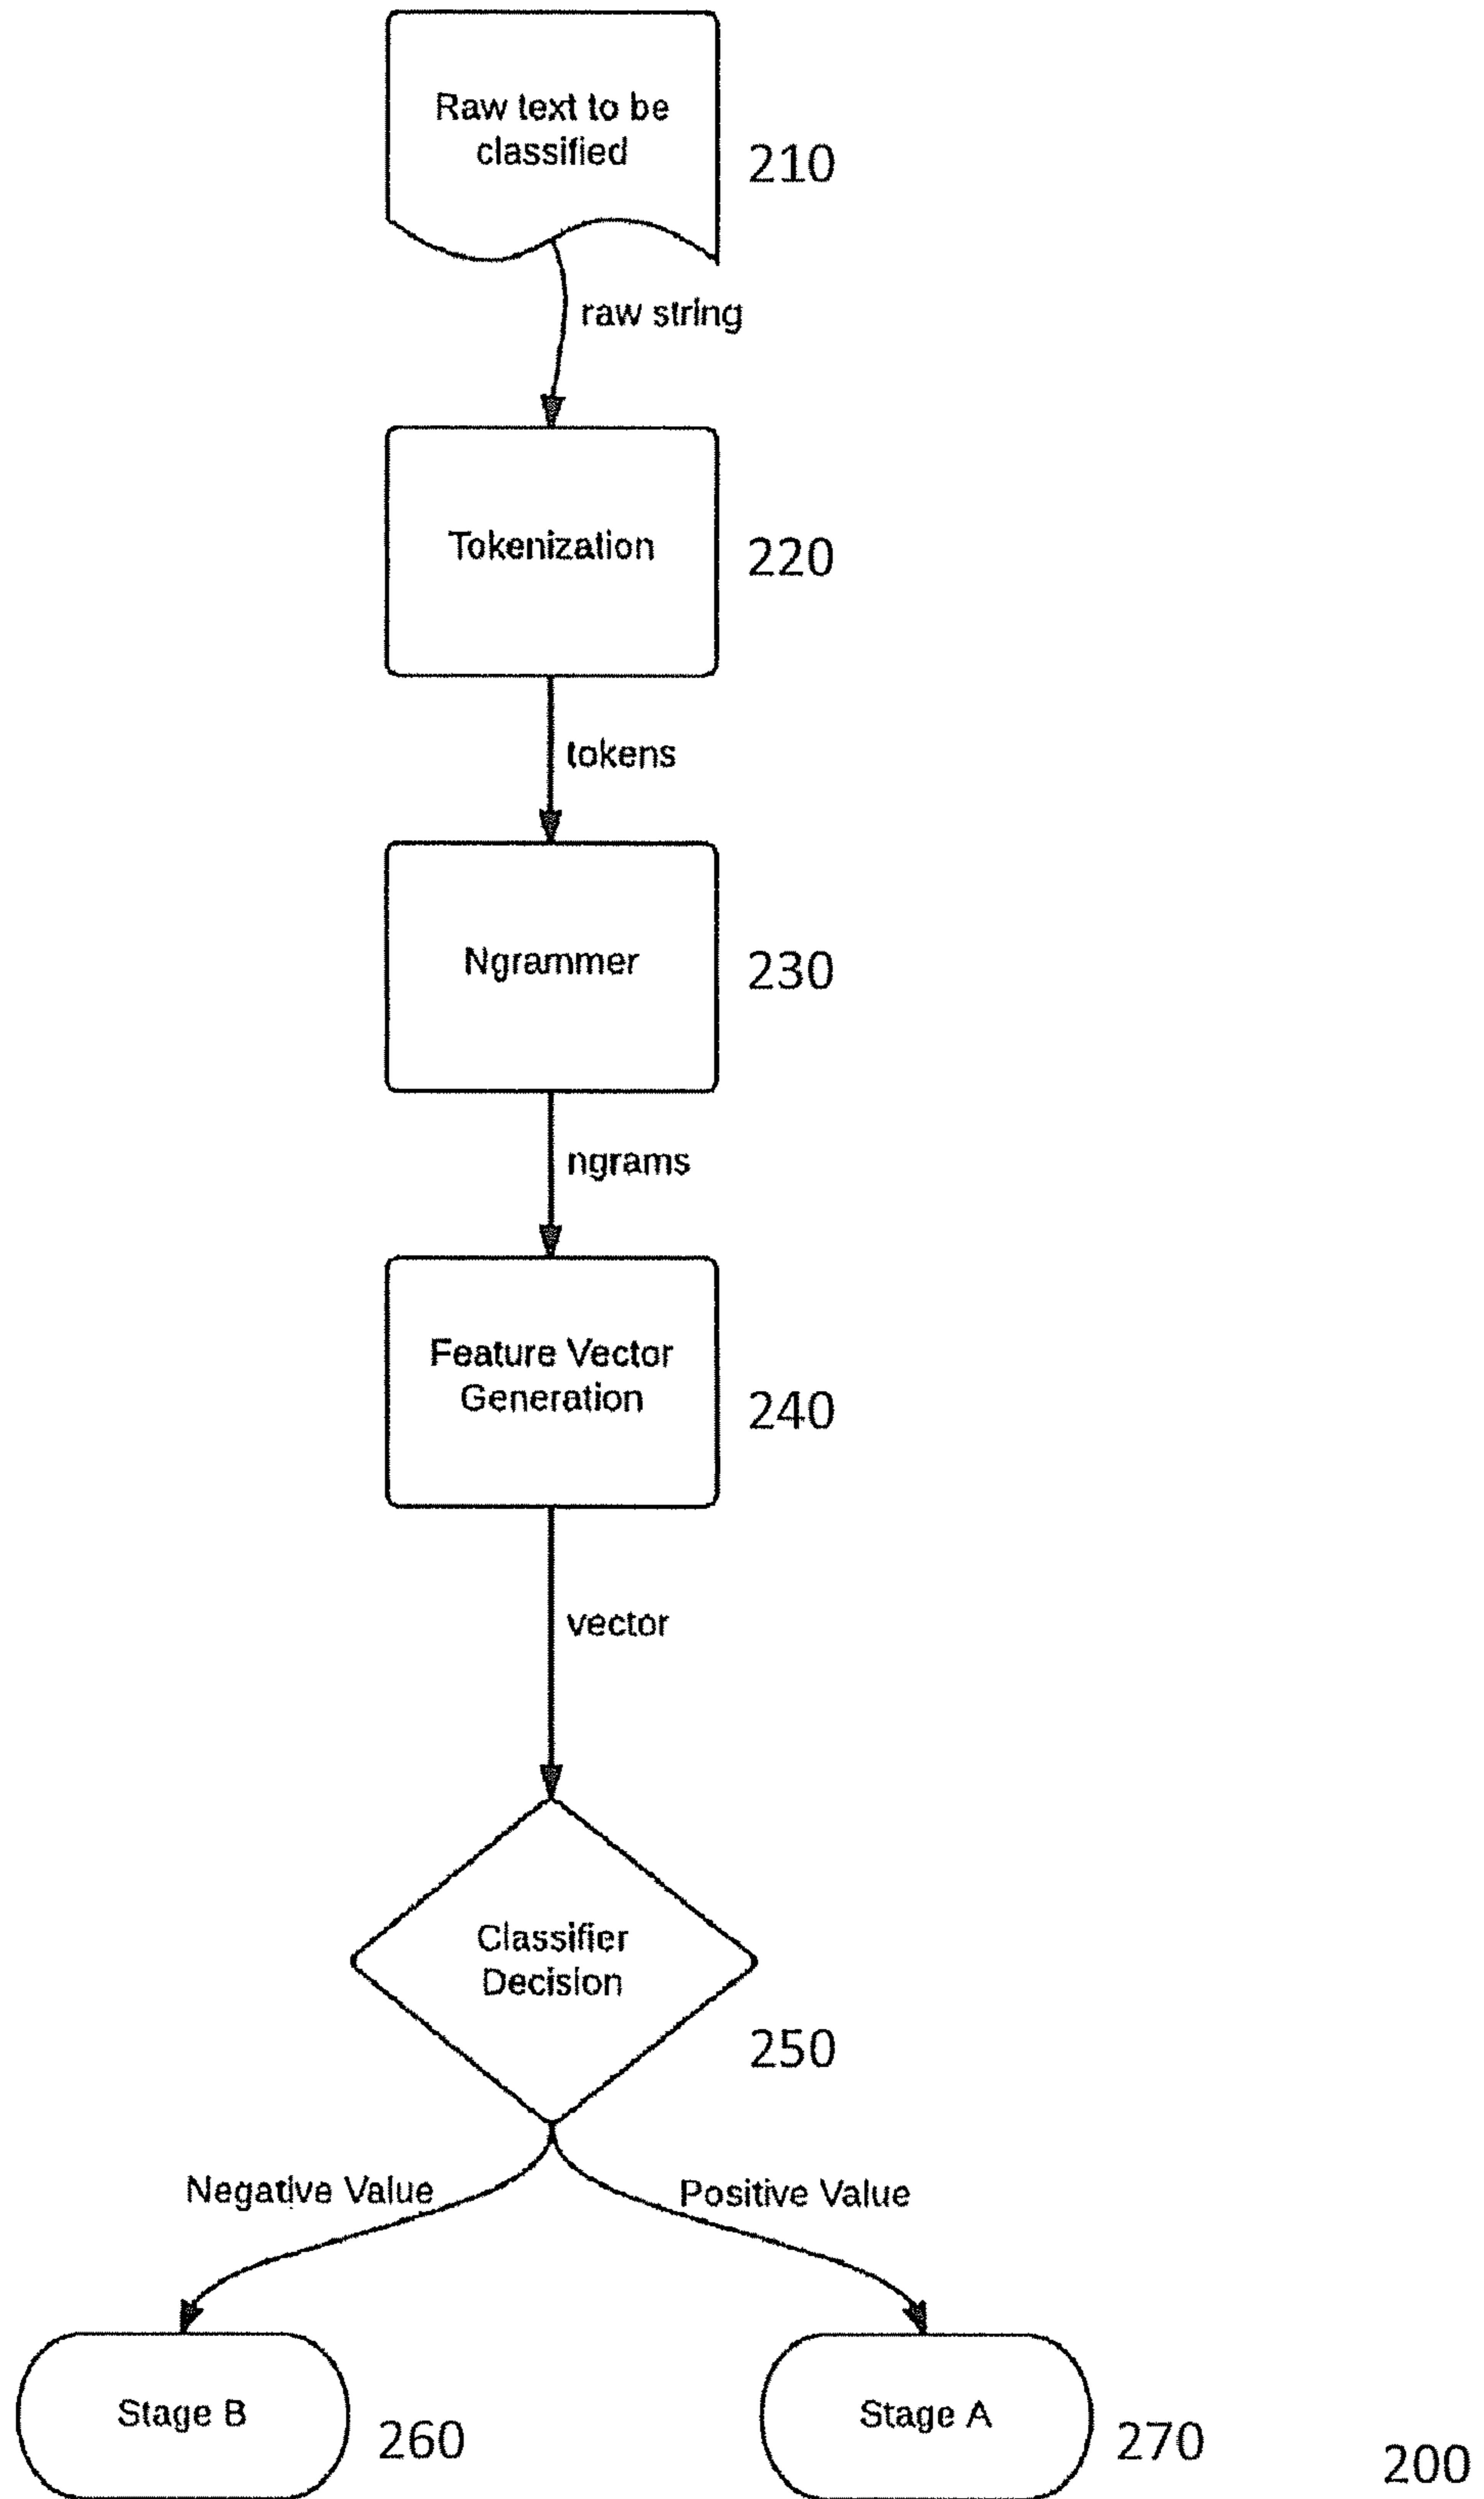 Raw text to be
classified
210
raw string
Tokenization
220
tokens
Ngrammer
230
ngrams
Feature Vector
Generation
240
vector
Classifier
Decision
250
Negative Value
Positive Value
Stage B
260
Stage A
270
200